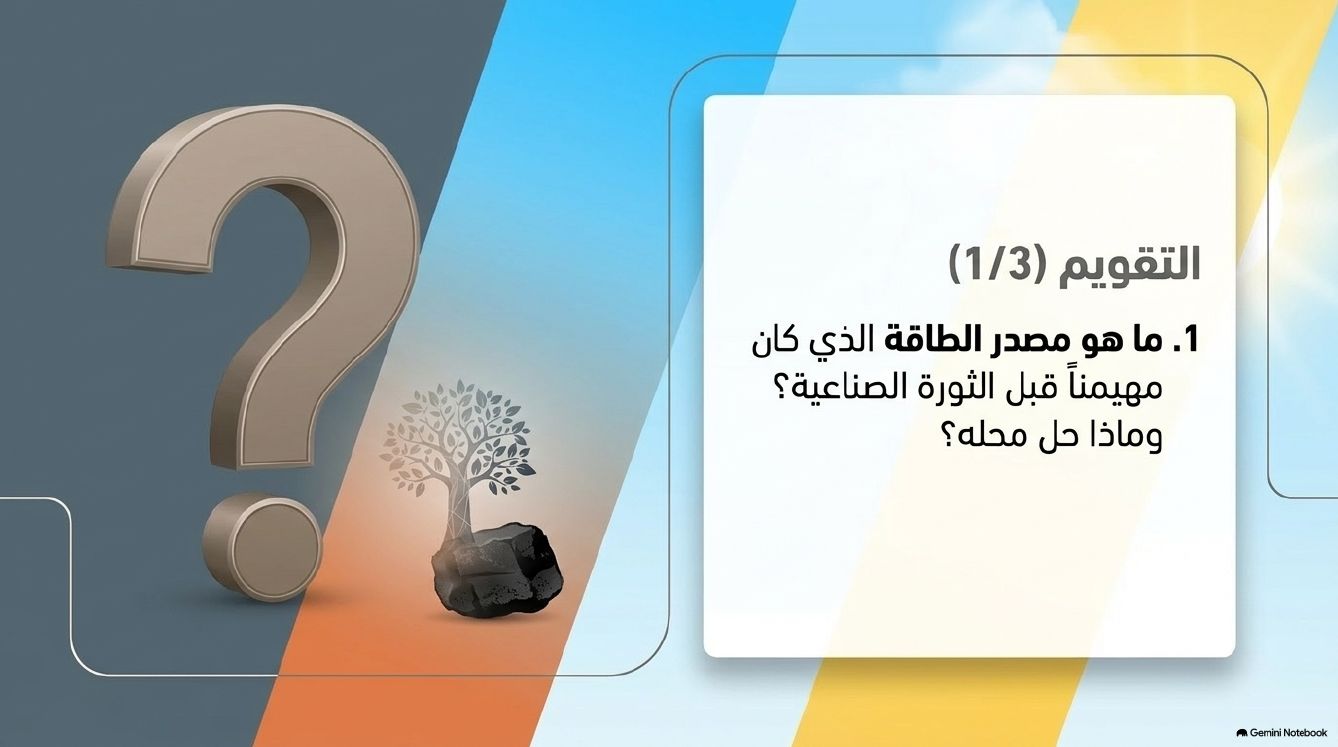 التقويم (1/3)
1. ما هو مصدر الطاقة الذي كان
مهيمناً قبل الثورة الصناعية؟
وماذا حل محله؟
Gemini Notebook